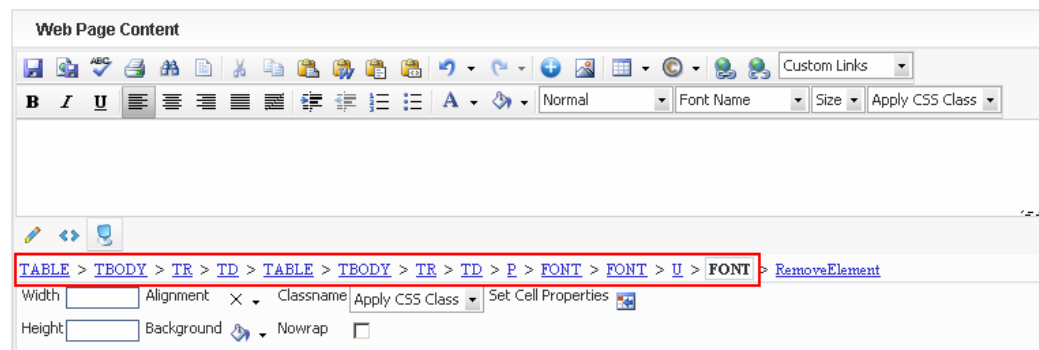 Web Page Content
ABC Custom Links
B I U A Normal Font Name Size Apply CSS Class
TABLE > TBODY > TR > TD > TABLE > TBODY > TR > TD > P > FONT > FONT > U > FONT > RemoveElement
Width Alignment Classname Apply CSS Class Set Cell Properties
Height Background Nowrap